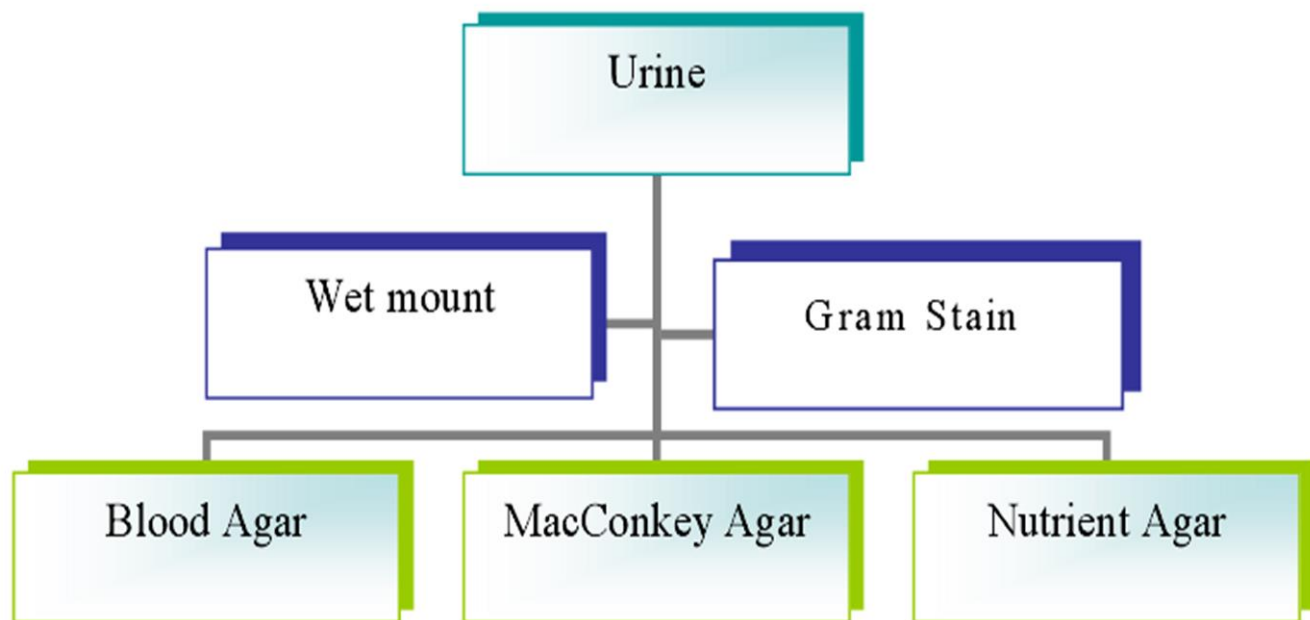 Urine
Wet mount
Gram Stain
Blood Agar
MacConkey Agar
Nutrient Agar